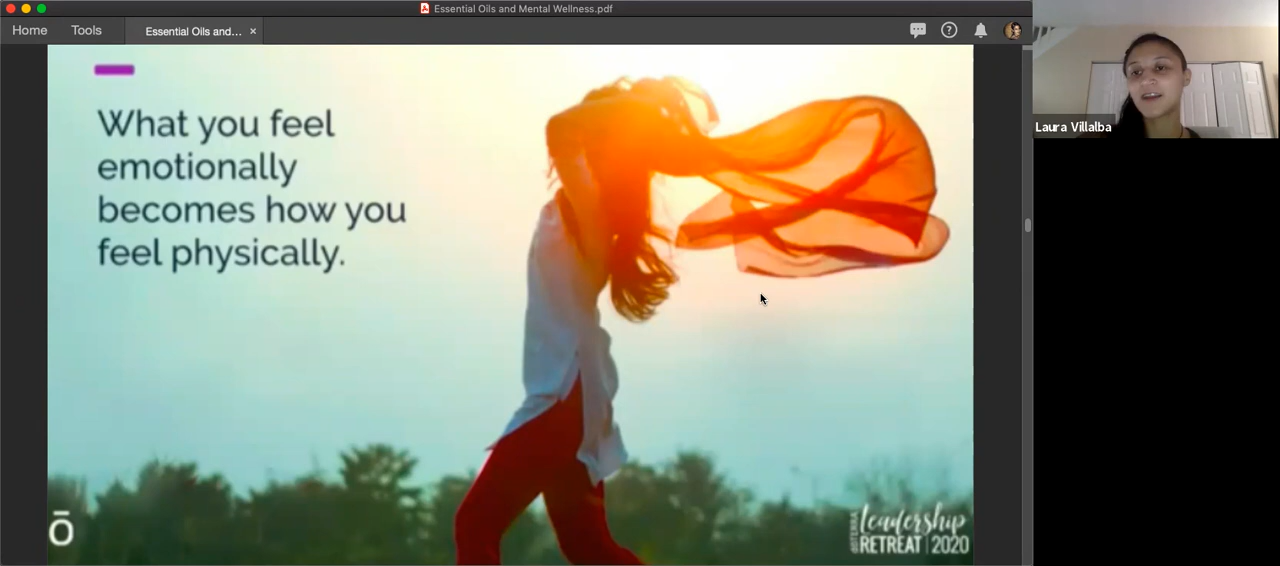 Essential Oils and Mental Wellness.pdf
Home
Tools
Essential Oils and...
Laura Villalba
What you feel
emotionally
becomes how you
feel physically.
ō
dōTERRA
leadership
RETREAT | 2020